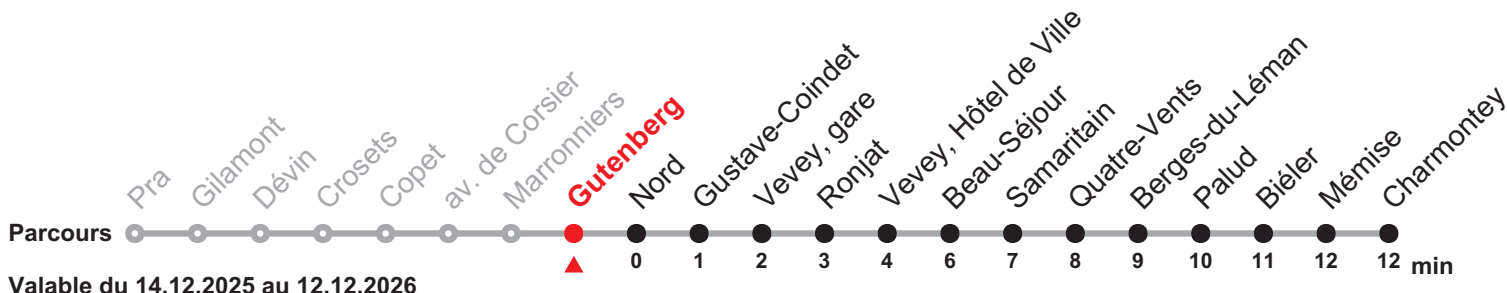 Pra
Gilamont
Dévin
Crosets
Copet
av. de Corsier
Marronniers
Gutenberg
Nord
Gustave-Coindet
Vevey, gare
Ronjat
Vevey, Hôtel de Ville
Beau-Séjour
Samaritain
Quatre-Vents
Berges-du-Léman
Palud
Biéler
Mémise
Charmontey
Parcours
0 1 2 3 4 6 7 8 9 10 11 12 12 min
Valable du 14.12.2025 au 12.12.2026